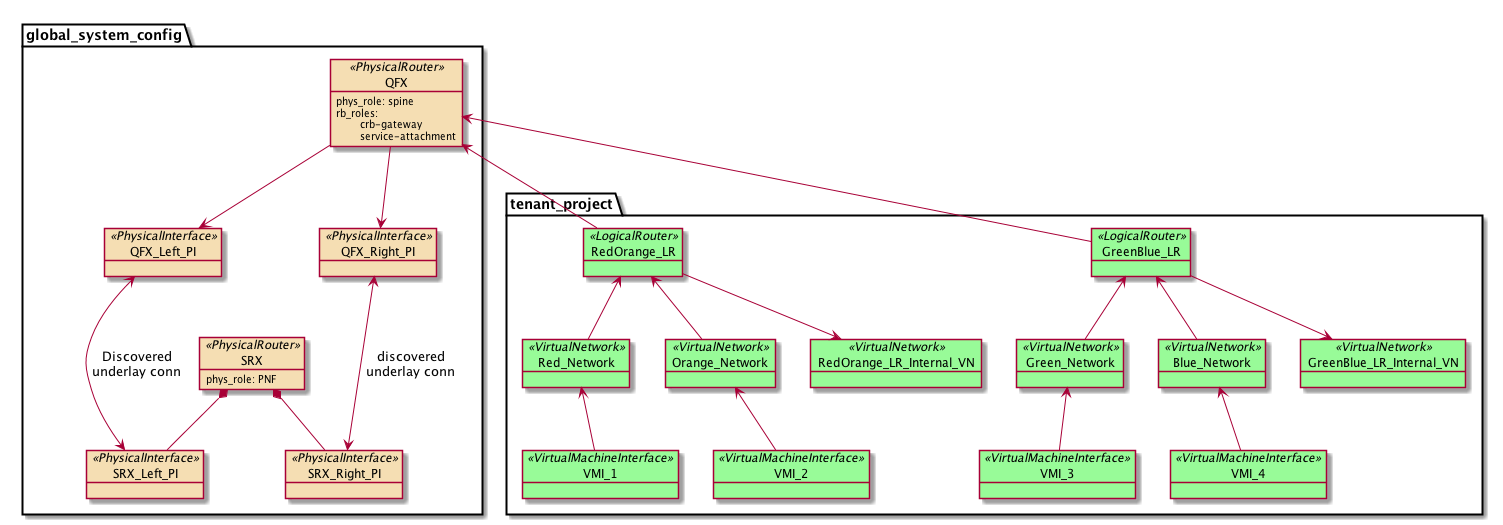 global_system_config
«PhysicalRouter»
QFX
phys_role: spine
rb_roles:
crb-gateway
service-attachment
«PhysicalInterface»
QFX_Left_PI
«PhysicalInterface»
QFX_Right_PI
Discovered
underlay conn
«PhysicalRouter»
SRX
phys_role: PNF
discovered
underlay conn
«PhysicalInterface»
SRX_Left_PI
«PhysicalInterface»
SRX_Right_PI
tenant_project
«LogicalRouter»
RedOrange_LR
«LogicalRouter»
GreenBlue_LR
«VirtualNetwork»
Red_Network
«VirtualNetwork»
Orange_Network
«VirtualNetwork»
RedOrange_LR_Internal_VN
«VirtualNetwork»
Green_Network
«VirtualNetwork»
Blue_Network
«VirtualNetwork»
GreenBlue_LR_Internal_VN
«VirtualMachineInterface»
VMI_1
«VirtualMachineInterface»
VMI_2
«VirtualMachineInterface»
VMI_3
«VirtualMachineInterface»
VMI_4